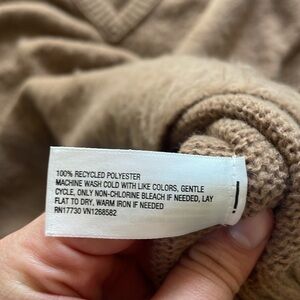 100% RECYCLED POLYESTER
MACHINE WASH COLD WITH LIKE COLORS, GENTLE
CYCLE, ONLY NON-CHLORINE BLEACH IF NEEDED, LAY
FLAT TO DRY, WARM IRON IF NEEDED
RN17730 VN1268582